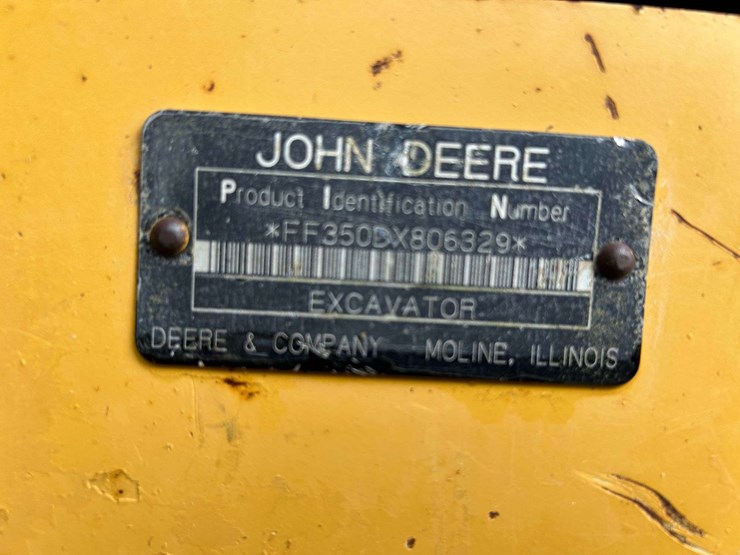 JOHN DEERE
Product Identification Number
*FF350DX806329*
EXCAVATOR
DEERE & COMPANY MOLINE, ILLINOIS